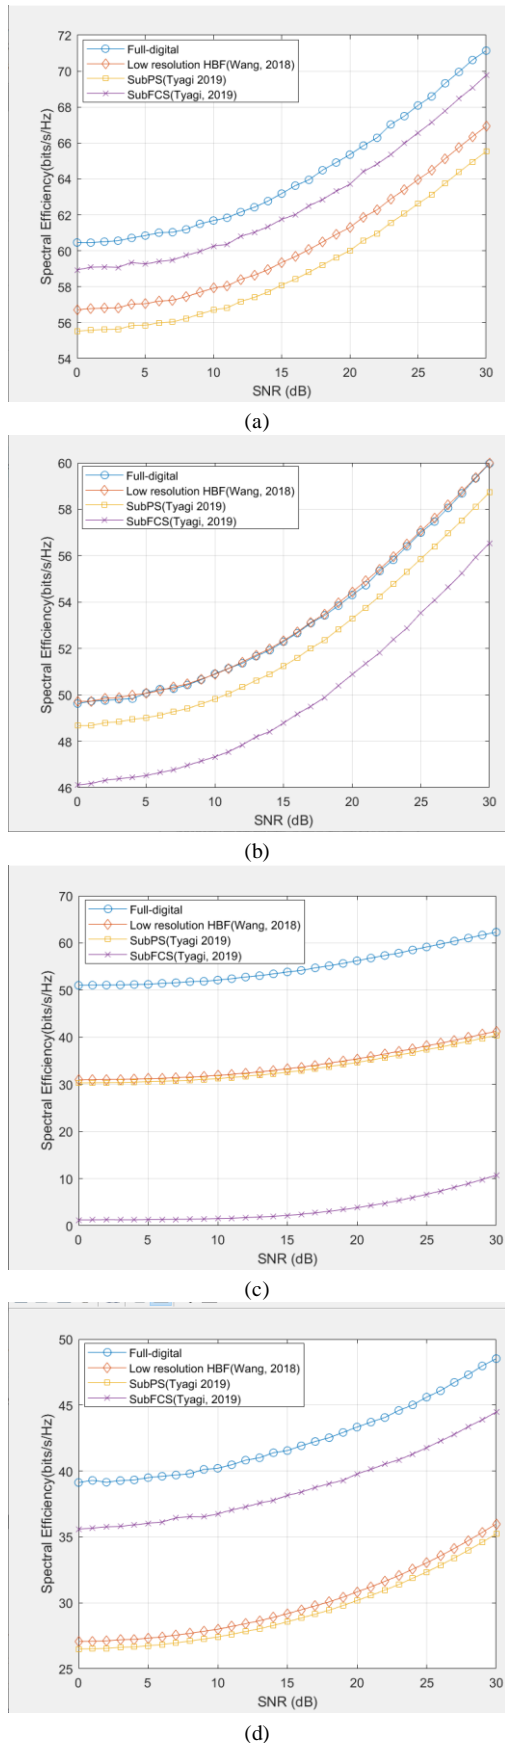 72
70
68
66
64
62
60
58
56
54
Spectral Efficiency(bits/s/Hz)
Full-digital
Low resolution HBF(Wang, 2018)
SubPS(Tyagi 2019)
SubFCS(Tyagi, 2019)
0 5 10 15 20 25 30
SNR (dB)
(a)
60
58
56
54
52
50
48
46
Spectral Efficiency(bits/s/Hz)
Full-digital
Low resolution HBF(Wang, 2018)
SubPS(Tyagi 2019)
SubFCS(Tyagi, 2019)
0 5 10 15 20 25 30
SNR (dB)
(b)
70
60
50
40
30
20
10
0
Spectral Efficiency(bits/s/Hz)
Full-digital
Low resolution HBF(Wang, 2018)
SubPS(Tyagi 2019)
SubFCS(Tyagi, 2019)
0 5 10 15 20 25 30
SNR (dB)
(c)
50
45
40
35
30
25
Spectral Efficiency(bits/s/Hz)
Full-digital
Low resolution HBF(Wang, 2018)
SubPS(Tyagi 2019)
SubFCS(Tyagi, 2019)
0 5 10 15 20 25 30
SNR (dB)
(d)